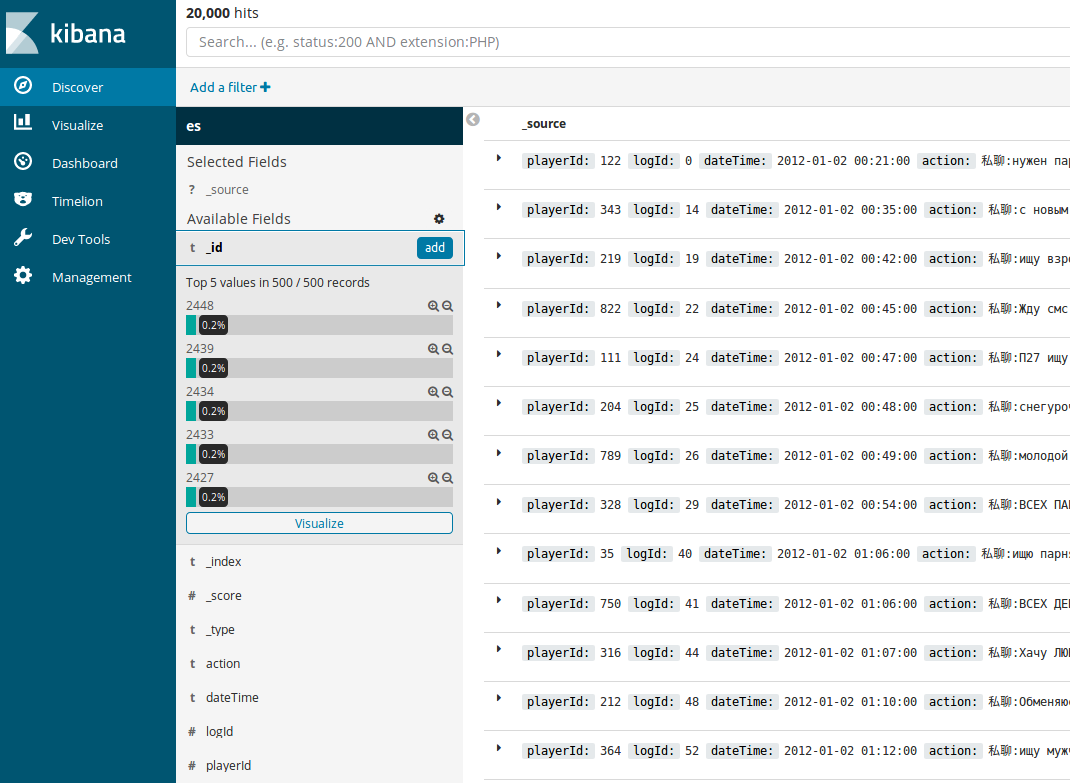 kibana
Discover
Visualize
Dashboard
Timelion
Dev Tools
Management
20,000 hits
Search... (e.g. status:200 AND extension:PHP)
Add a filter
es
Selected Fields
? _source
Available Fields
t _id add
Top 5 values in 500 / 500 records
2448
0.2%
2439
0.2%
2434
0.2%
2433
0.2%
2427
0.2%
Visualize
t _index
# _score
t _type
t action
t dateTime
# logId
# playerId
_source
playerId: 122 logId: 0 dateTime: 2012-01-02 00:21:00 action: 私聊:нужен
playerId: 343 logId: 14 dateTime: 2012-01-02 00:35:00 action: 私聊:с новым
playerId: 219 logId: 19 dateTime: 2012-01-02 00:42:00 action: 私聊:ищу
playerId: 822 logId: 22 dateTime: 2012-01-02 00:45:00 action: 私聊:Жду смс
playerId: 111 logId: 24 dateTime: 2012-01-02 00:47:00 action: 私聊:П27 ищу
playerId: 204 logId: 25 dateTime: 2012-01-02 00:48:00 action: 私聊:
playerId: 789 logId: 26 dateTime: 2012-01-02 00:49:00 action: 私聊:молодой
playerId: 328 logId: 29 dateTime: 2012-01-02 00:54:00 action: 私聊:ВСЕХ
playerId: 35 logId: 40 dateTime: 2012-01-02 01:06:00 action: 私聊:ищю
playerId: 750 logId: 41 dateTime: 2012-01-02 01:06:00 action: 私聊:ВСЕХ
playerId: 316 logId: 44 dateTime: 2012-01-02 01:07:00 action: 私聊:Хачу
playerId: 212 logId: 48 dateTime: 2012-01-02 01:10:00 action: 私聊:
playerId: 364 logId: 52 dateTime: 2012-01-02 01:12:00 action: 私聊:ищу